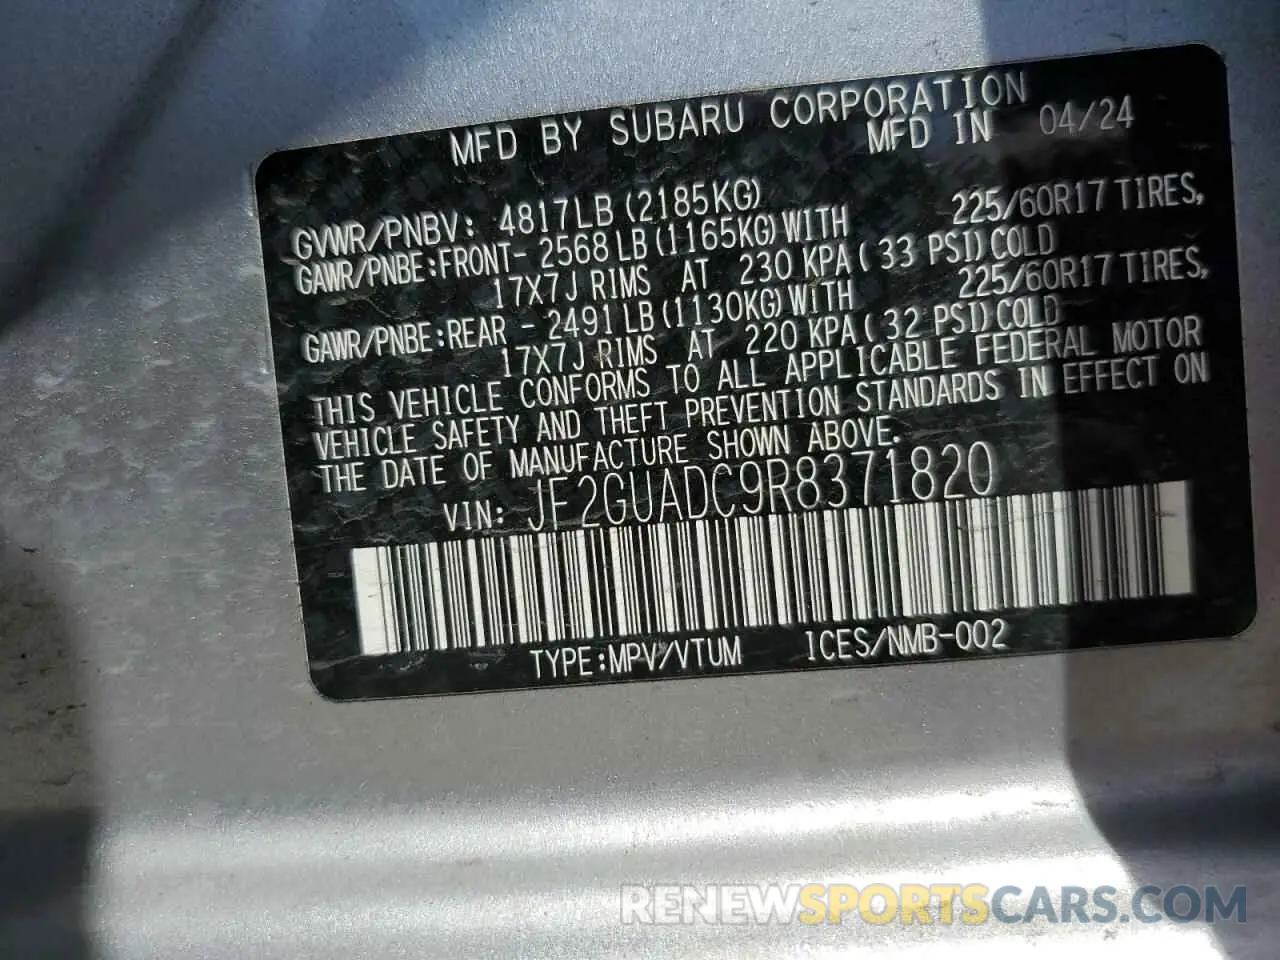 MFD BY SUBARU CORPORATION
MFD IN 04/24
GVWR/PNBV: 4817LB (2185KG)
GAWR/PNBE:FRONT- 2568 LB (1165KG) WITH 225/60R17 TIRES,
17X7J RIMS AT 230 KPA ( 33 PSI) COLD
GAWR/PNBE:REAR - 2491 LB (1130KG) WITH 225/60R17 TIRES,
17X7J RIMS AT 220 KPA ( 32 PSI) COLD
THIS VEHICLE CONFORMS TO ALL APPLICABLE FEDERAL MOTOR
VEHICLE SAFETY AND THEFT PREVENTION STANDARDS IN EFFECT ON
THE DATE OF MANUFACTURE SHOWN ABOVE.
VIN: JF2GUADC9R8371820
TYPE:MPV/VTUM ICES/NMB-002
RENEWSPORTSCARS.COM